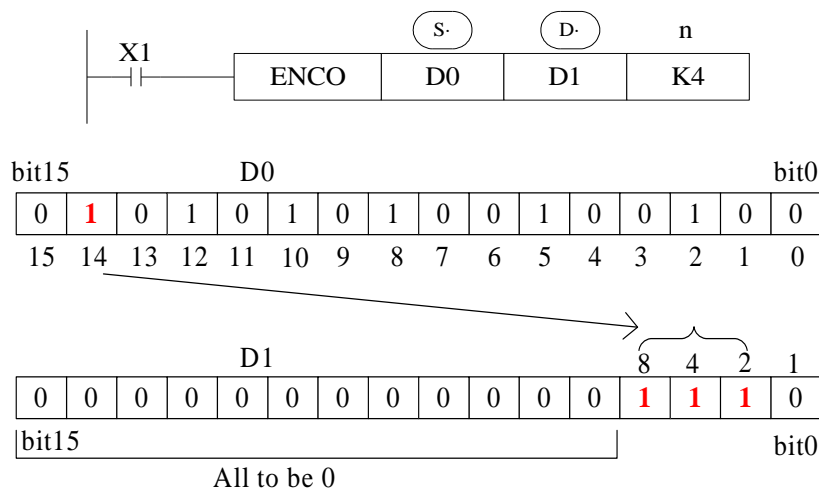 S· D· n
X1
ENCO D0 D1 K4
bit15 D0 bit0
0 1 0 1 0 1 0 1 0 0 1 0 0 1 0 0
15 14 13 12 11 10 9 8 7 6 5 4 3 2 1 0
D1 8 4 2 1
0 0 0 0 0 0 0 0 0 0 0 0 1 1 1 0
bit15 bit0
All to be 0